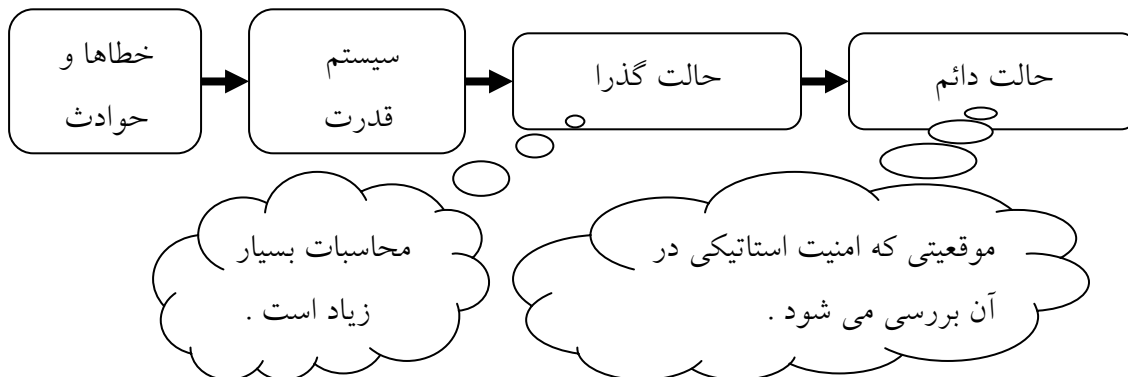 خطاها و
حوادث
سیستم
قدرت
حالت گذرا
حالت دائم
محاسبات بسیار
زیاد است .
موقعیتی که امنیت استاتیکی در
آن بررسی می شود .